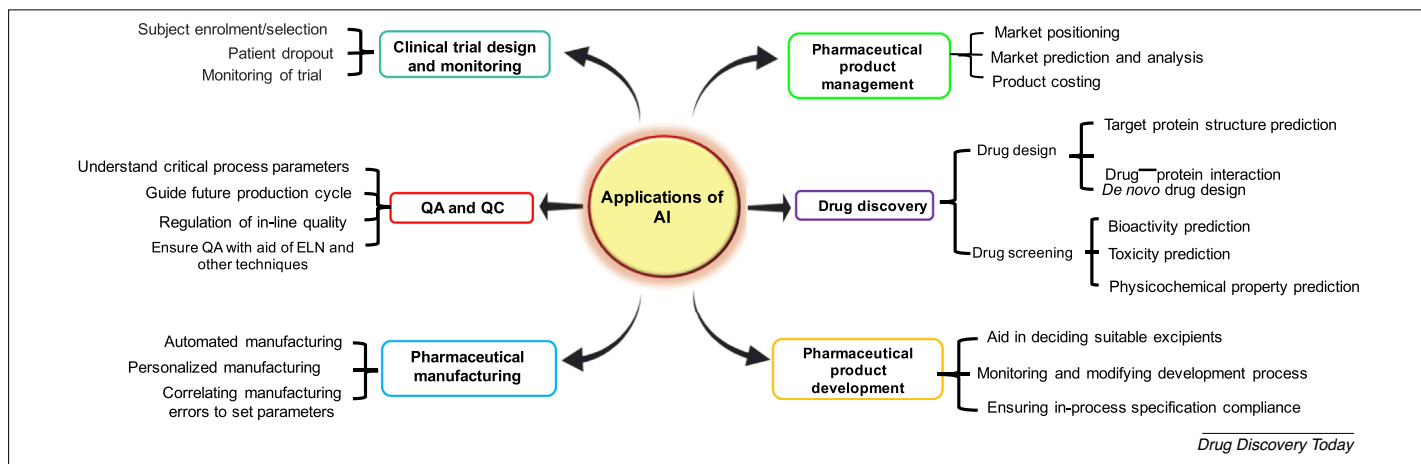 Subject enrolment/selection
Patient dropout
Monitoring of trial
Clinical trial design
and monitoring
Pharmaceutical
product
management
Market positioning
Market prediction and analysis
Product costing
Understand critical process parameters
Guide future production cycle
Regulation of in-line quality
Ensure QA with aid of ELN and
other techniques
QA and QC
Applications of
AI
Drug discovery
Drug design
Target protein structure prediction
Drug–protein interaction
De novo drug design
Drug screening
Bioactivity prediction
Toxicity prediction
Physicochemical property prediction
Automated manufacturing
Personalized manufacturing
Correlating manufacturing
errors to set parameters
Pharmaceutical
manufacturing
Pharmaceutical
product
development
Aid in deciding suitable excipients
Monitoring and modifying development process
Ensuring in-process specification compliance
Drug Discovery Today